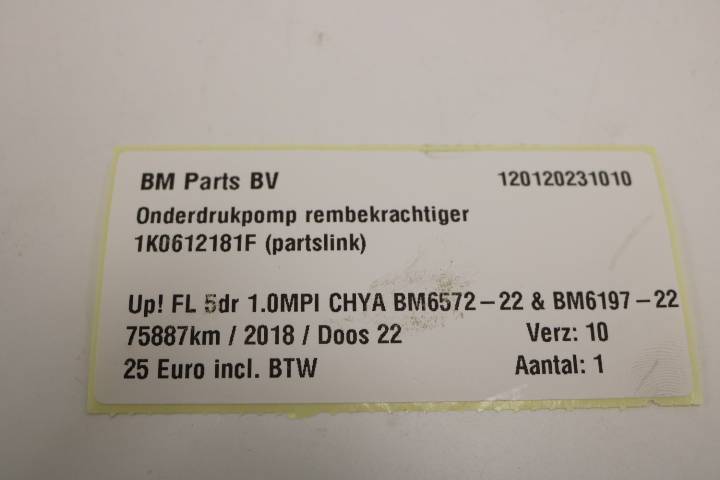 BM Parts BV 120120231010
Onderdrukpomp rembekrachtiger
1K0612181F (partslink)
Up! FL 5dr 1.0MPI CHYA BM6572-22 & BM6197-22
75887km / 2018 / Doos 22 Verz: 10
25 Euro incl. BTW Aantal: 1